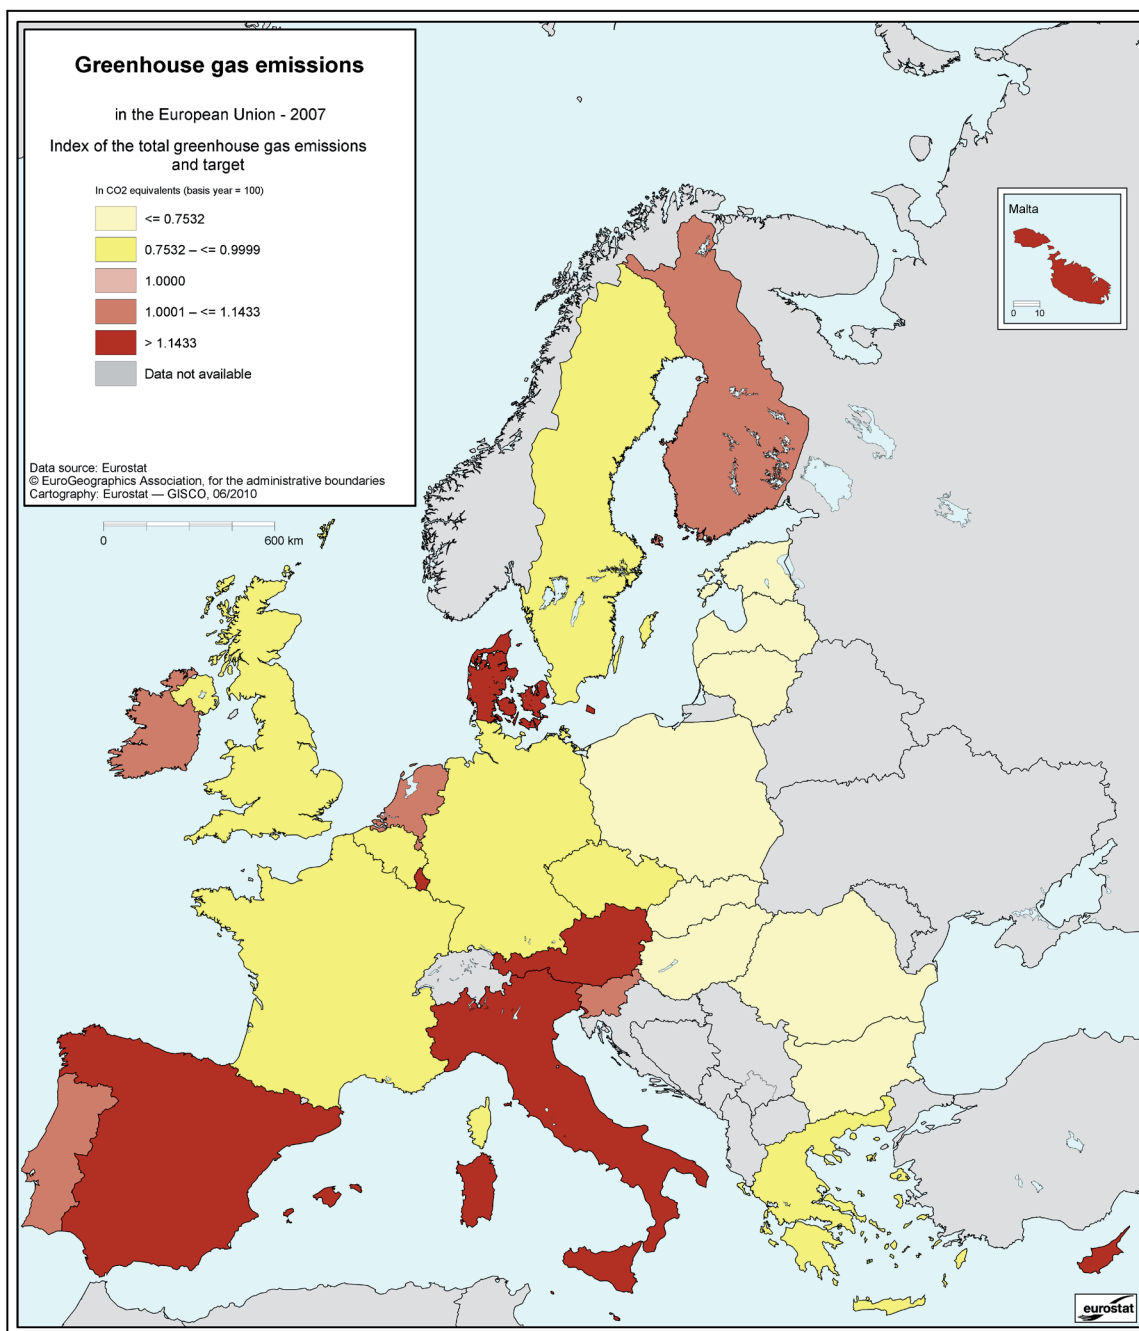 Greenhouse gas emissions
in the European Union - 2007
Index of the total greenhouse gas emissions
and target
In CO2 equivalents (basis year = 100)
<= 0.7532
0.7532 – <= 0.9999
1.0000
1.0001 – <= 1.1433
> 1.1433
Data not available
Data source: Eurostat
© EuroGeographics Association, for the administrative boundaries
Cartography: Eurostat — GISCO, 06/2010
0 600 km
Malta
0 10
eurostat